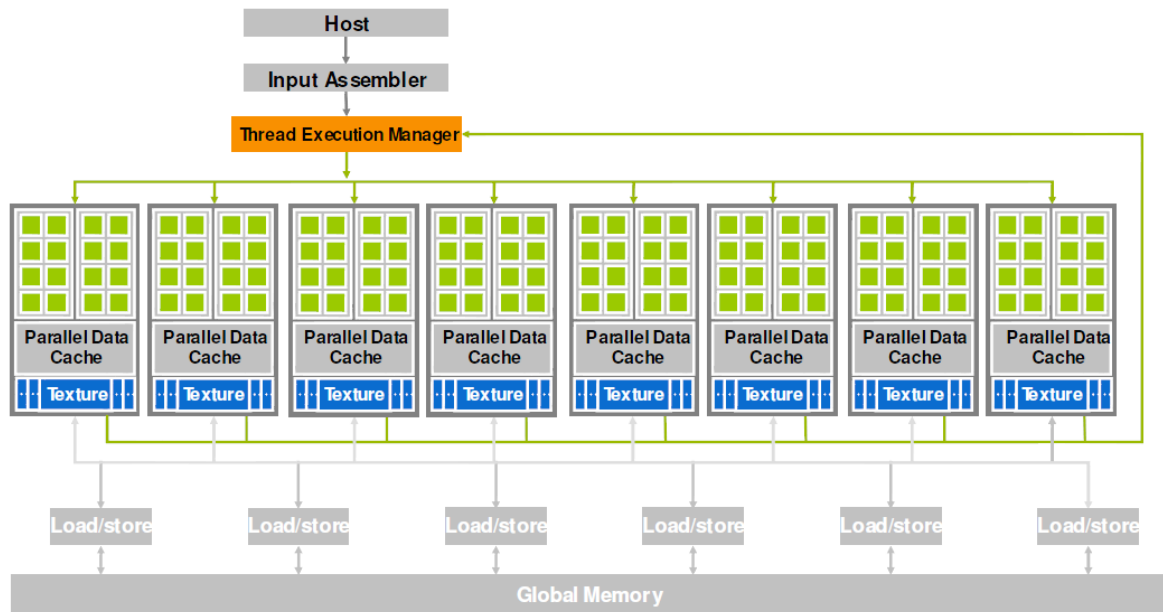 Host
Input Assembler
Thread Execution Manager
Parallel Data
Cache
Texture
Parallel Data
Cache
Texture
Parallel Data
Cache
Texture
Parallel Data
Cache
Texture
Parallel Data
Cache
Texture
Parallel Data
Cache
Texture
Parallel Data
Cache
Texture
Parallel Data
Cache
Texture
Load/store
Load/store
Load/store
Load/store
Load/store
Load/store
Global Memory